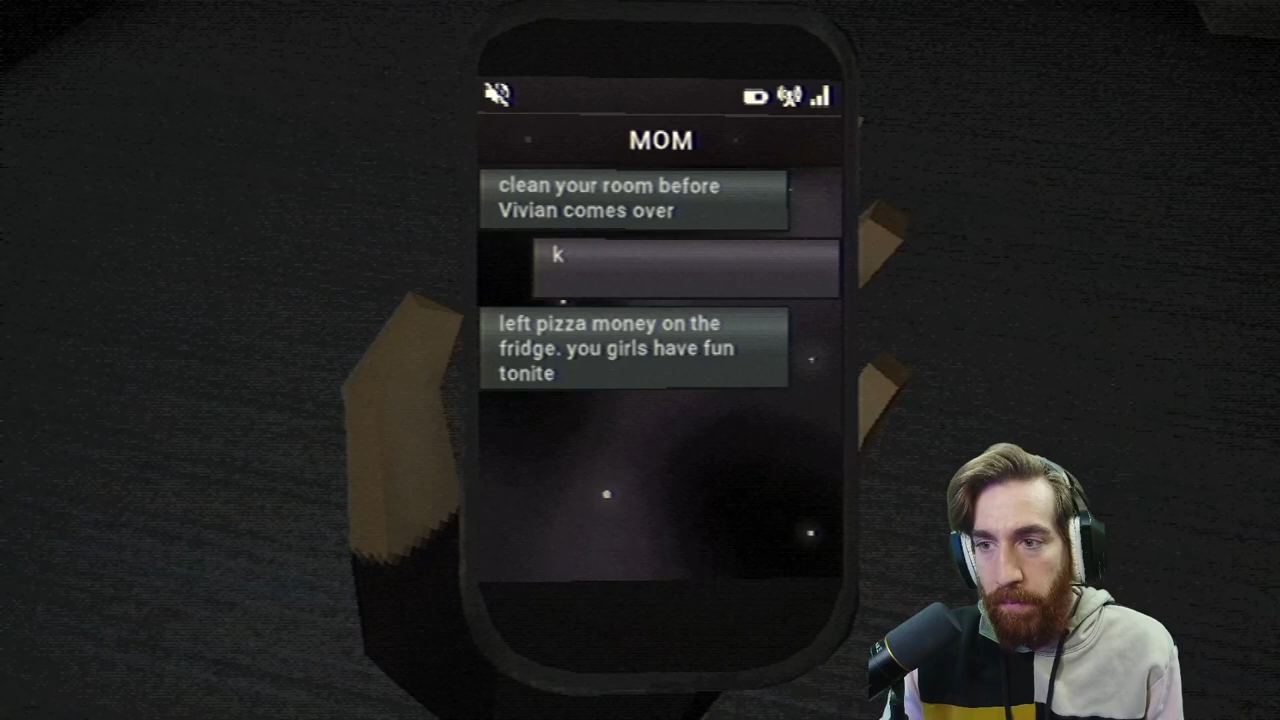 MOM
clean your room before
Vivian comes over
k
left pizza money on the
fridge. you girls have fun
tonite